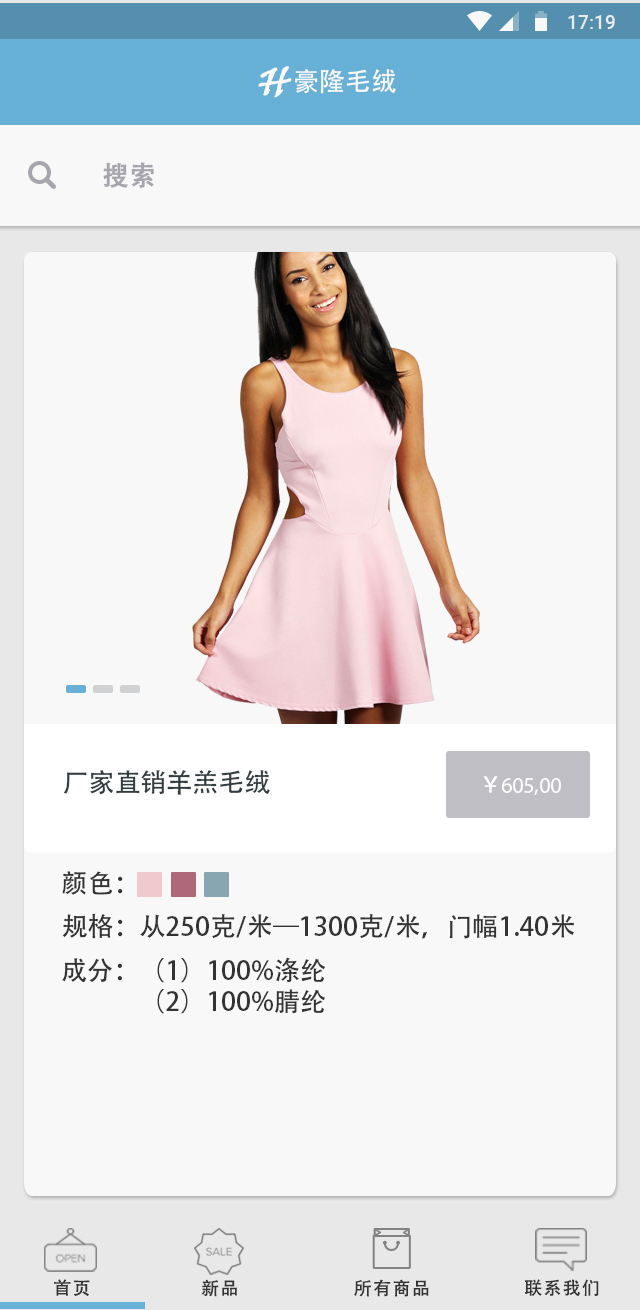 17:19
豪隆毛绒
搜索
厂家直销羊羔毛绒
￥605,00
颜色：
规格：从250克/米—1300克/米，门幅1.40米
成分：（1）100%涤纶
（2）100%腈纶
OPEN
SALE
首页
新品
所有商品
联系我们